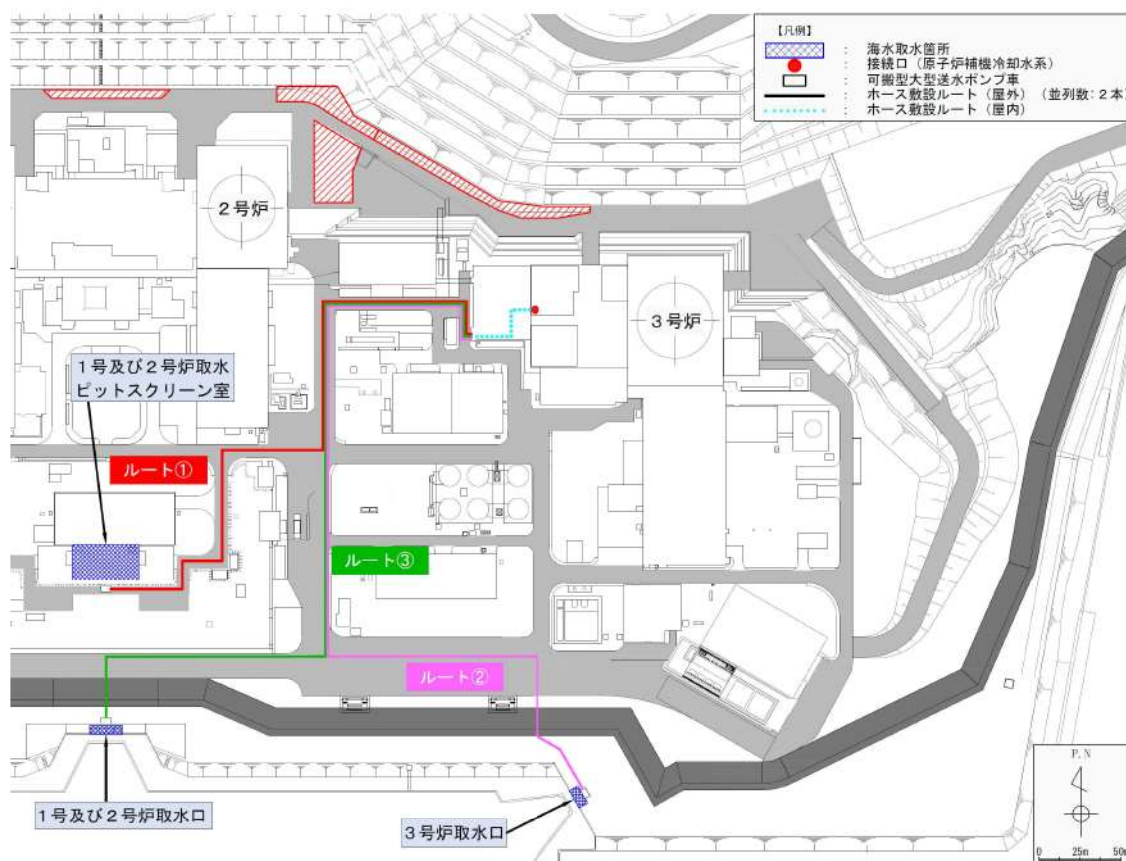 【凡例】
： 海水取水箇所
： 接続口（原子炉補機冷却水系）
： 可搬型大型送水ポンプ車
： ホース敷設ルート（屋外）（並列数：２本）
： ホース敷設ルート（屋内）
２号炉
３号炉
１号及び２号炉取水
ピットスクリーン室
ルート①
ルート③
ルート②
１号及び２号炉取水口
３号炉取水口
P.N
0 25m 50m